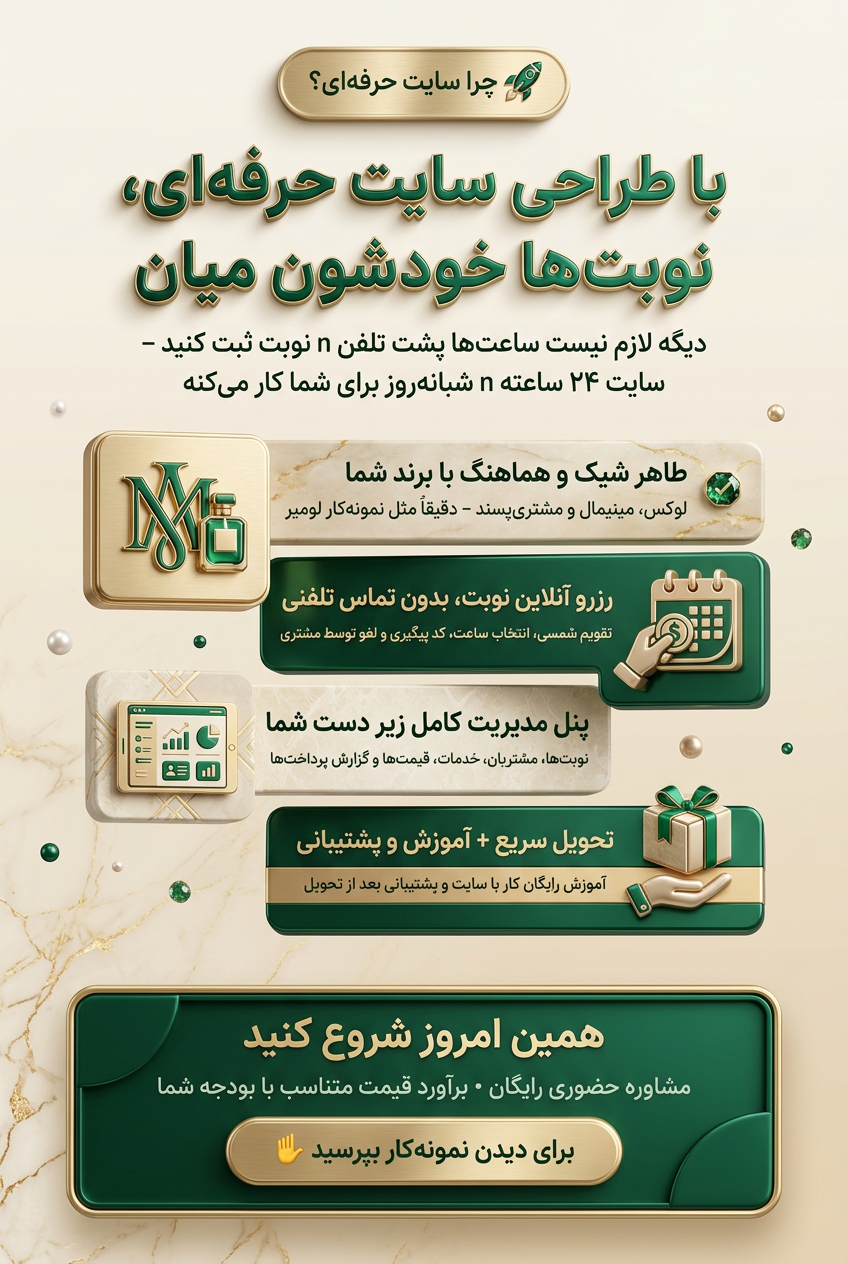 چرا سایت حرفه‌ای؟
با طراحی سایت حرفه‌ای،
نوبت‌ها خودشون میان
دیگه لازم نیست ساعت‌ها پشت تلفن n نوبت ثبت کنید –
سایت ۲۴ ساعته n شبانه‌روز برای شما کار می‌کنه
طاهر شیک و هماهنگ با برند شما
لوکس، مینیمال و مشتری‌پسند – دقیقاً مثل نمونه‌کار لومیر
رزرو آنلاین نوبت، بدون تماس تلفنی
تقویم شمسی، انتخاب ساعت، کد پیگیری و لغو توسط مشتری
پنل مدیریت کامل زیر دست شما
نوبت‌ها، مشتریان، خدمات، قیمت‌ها و گزارش پرداخت‌ها
تحویل سریع + آموزش و پشتیبانی
آموزش رایگان کار با سایت و پشتیبانی بعد از تحویل
همین امروز شروع کنید
مشاوره حضوری رایگان • برآورد قیمت متناسب با بودجه شما
برای دیدن نمونه‌کار بپرسید ✋